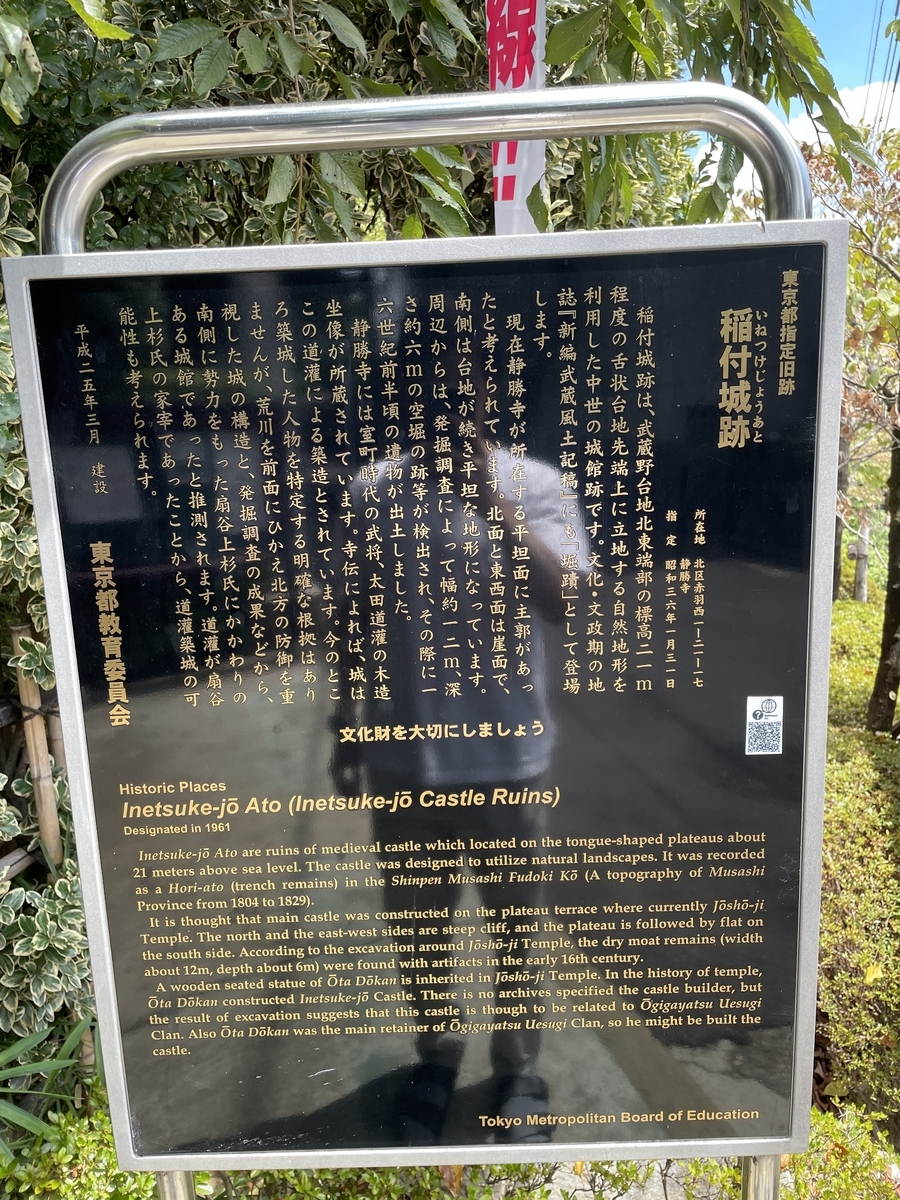 線
!!
東京都指定旧跡
いねつけじょうあと
稲付城跡
所在地 北区赤羽西一—二一—一七
静勝寺
指 定 昭和三六年一月三一日
稲付城跡は、武蔵野台地北東端部の標高二一m
程度の舌状台地先端上に立地する自然地形を
利用した中世の城館跡です。文化・文政期の地
誌『新編武蔵風土記稿』にも「堀蹟」として登場
します。
現在静勝寺が所在する平坦面に主郭があっ
たと考えられています。北面と東西面は崖面で、
南側は台地が続き平坦な地形になっています。
周辺からは、発掘調査によって幅約一二m、深
さ約六mの空堀の跡等が検出され、その際に一
六世紀前半頃の遺物が出土しました。
静勝寺には室町時代の武将、太田道灌の木造
坐像が所蔵されています。寺伝によれば、城は
この道灌による築造とされています。今のとこ
ろ築城した人物を特定する明確な根拠はあり
ませんが、荒川を前面にひかえ北方の防御を重
視した城の構造と、発掘調査の成果などから、
南側に勢力をもった扇谷上杉氏にかかわりの
ある城館であったと推測されます。道灌が扇谷
上杉氏の家宰であったことから、道灌築城の可
能性も考えられます。
平成二五年三月 建設
東京都教育委員会
文化財を大切にしましょう
Historic Places
Inetsuke-jō Ato (Inetsuke-jō Castle Ruins)
Designated in 1961
Inetsuke-jō Ato are ruins of medieval castle which located on the tongue-shaped plateaus about
21 meters above sea level. The castle was designed to utilize natural landscapes. It was recorded
as a Hori-ato (trench remains) in the Shinpen Musashi Fudoki Kō (A topography of Musashi
Province from 1804 to 1829).
It is thought that main castle was constructed on the plateau terrace where currently Jōshō-ji
Temple. The north and the east-west sides are steep cliff, and the plateau is followed by flat on
the south side. According to the excavation around Jōshō-ji Temple, the dry moat remains (width
about 12m, depth about 6m) were found with artifacts in the early 16th century.
A wooden seated statue of Ōta Dōkan is inherited in Jōshō-ji Temple. In the history of temple,
Ōta Dōkan constructed Inetsuke-jō Castle. There is no archives specified the castle builder, but
the result of excavation suggests that this castle is though to be related to Ōgigayatsu Uesugi
Clan. Also Ōta Dōkan was the main retainer of Ōgigayatsu Uesugi Clan, so he might be built the
castle.
Tokyo Metropolitan Board of Education